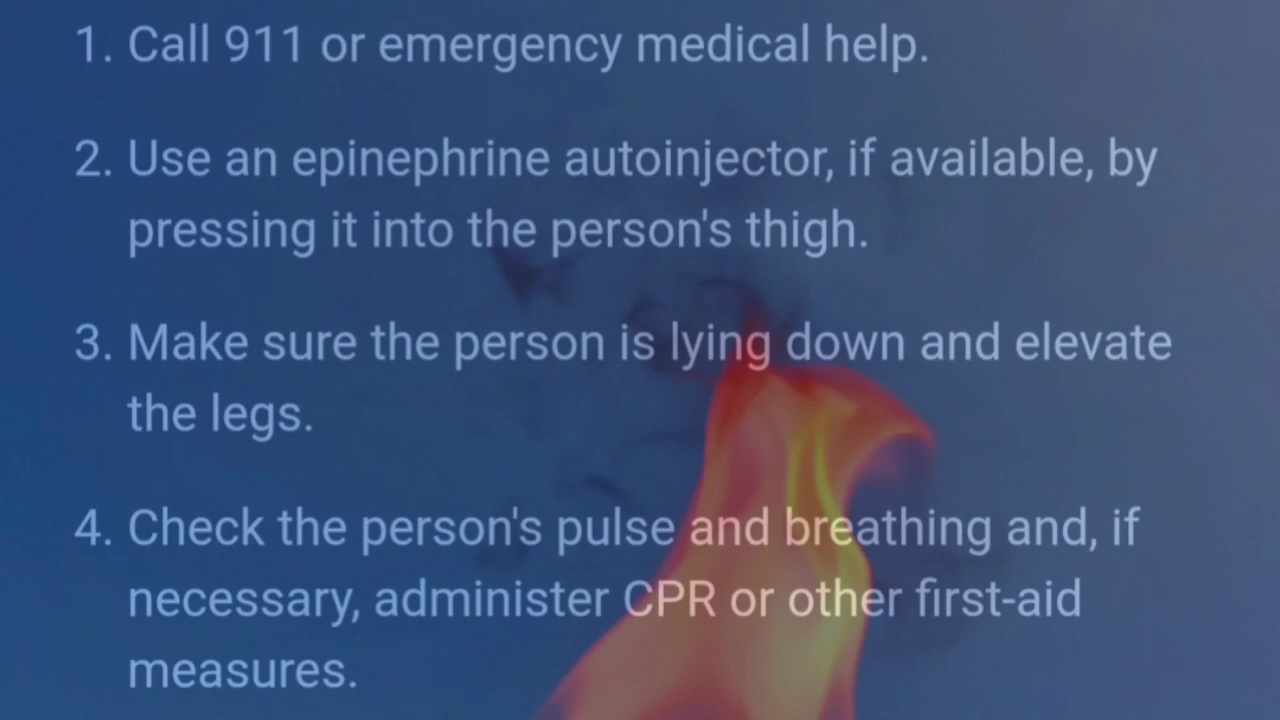 1. Call 911 or emergency medical help.
2. Use an epinephrine autoinjector, if available, by
pressing it into the person's thigh.
3. Make sure the person is lying down and elevate
the legs.
4. Check the person's pulse and breathing and, if
necessary, administer CPR or other first-aid
measures.